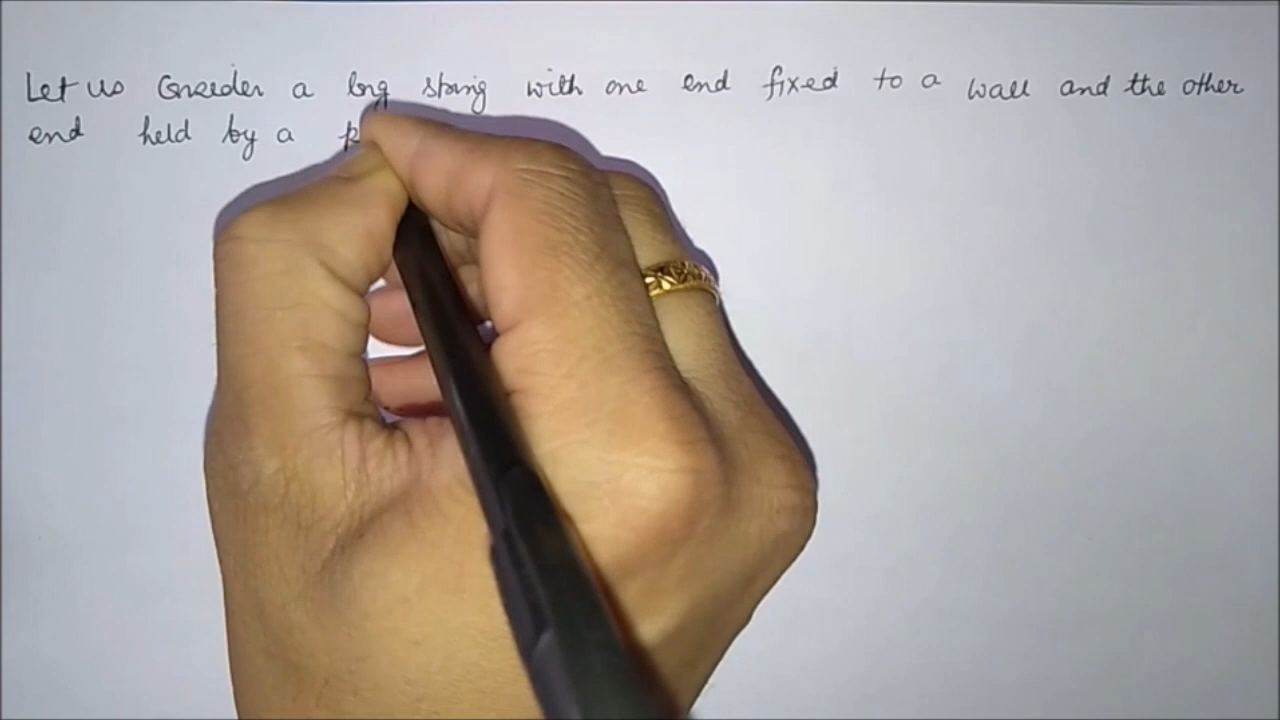 Let us Consider a long string with one end fixed to a wall and the other
end held by a p